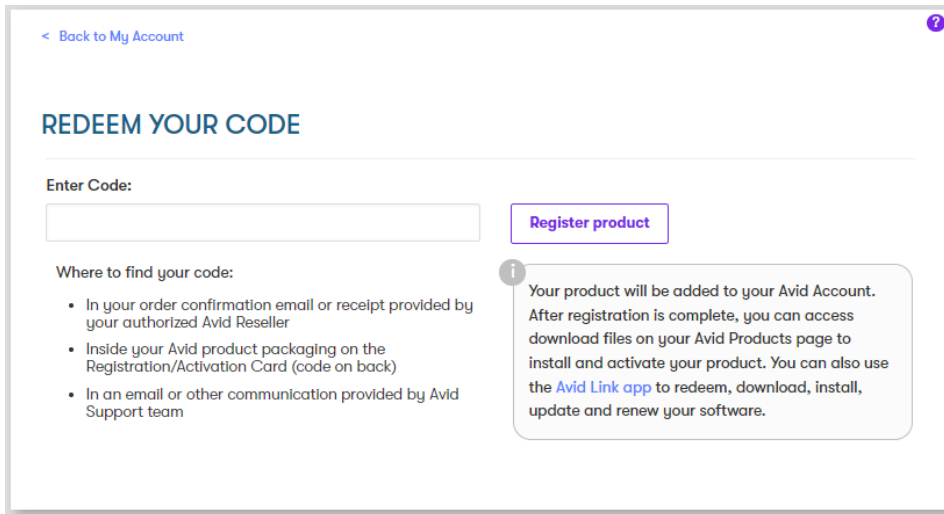 ?
< Back to My Account
REDEEM YOUR CODE
Enter Code:
Register product
Where to find your code:
• In your order confirmation email or receipt provided by
your authorized Avid Reseller
• Inside your Avid product packaging on the
Registration/Activation Card (code on back)
• In an email or other communication provided by Avid
Support team
i
Your product will be added to your Avid Account.
After registration is complete, you can access
download files on your Avid Products page to
install and activate your product. You can also use
the Avid Link app to redeem, download, install,
update and renew your software.